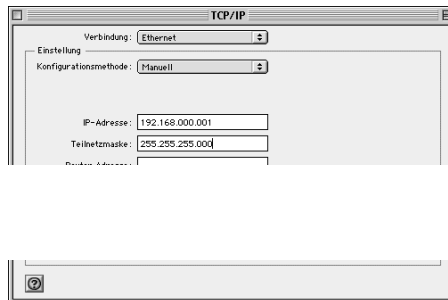 TCP/IP
Verbindung: Ethernet
Einstellung
Konfigurationsmethode: Manuell
IP-Adresse: 192.168.000.001
Teilnetzmaske: 255.255.255.000